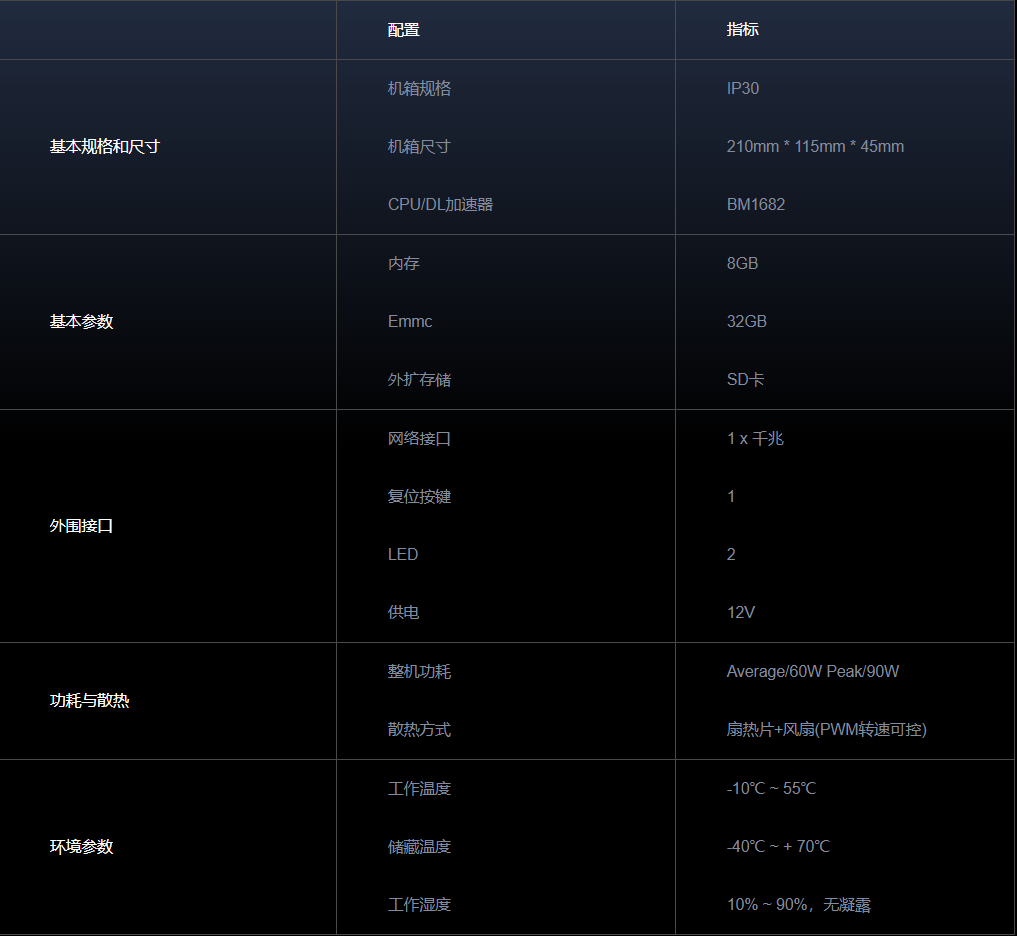 配置 指标
基本规格和尺寸
机箱规格 IP30
机箱尺寸 210mm * 115mm * 45mm
CPU/DL加速器 BM1682
基本参数
内存 8GB
Emmc 32GB
外扩存储 SD卡
外围接口
网络接口 1 x 千兆
复位按键 1
LED 2
供电 12V
功耗与散热
整机功耗 Average/60W Peak/90W
散热方式 扇热片+风扇(PWM转速可控)
环境参数
工作温度 -10℃ ~ 55℃
储藏温度 -40℃ ~ + 70℃
工作湿度 10% ~ 90%，无凝露